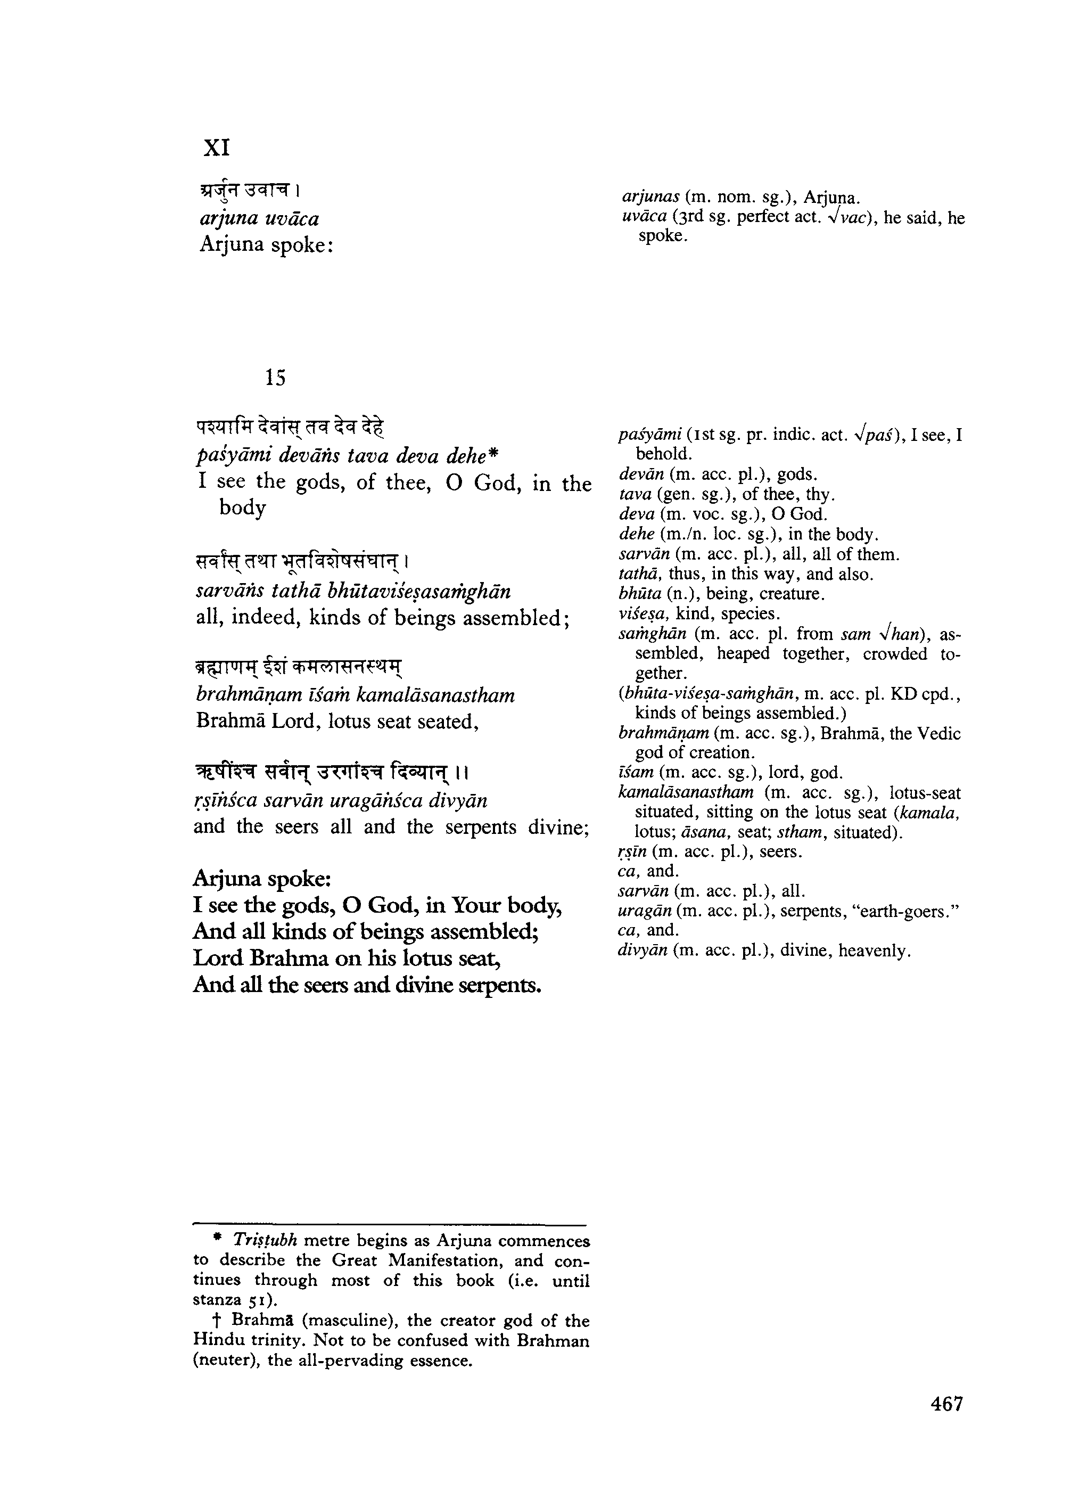 XI
अर्जुन उवाच ।
arjuna uvāca
Arjuna spoke:
arjunas (m. nom. sg.), Arjuna.
uvāca (3rd sg. perfect act. √vac), he said, he
spoke.
15
पश्यामि देवांस् तव देव देहे
paśyāmi devāṅs tava deva dehe*
I see the gods, of thee, O God, in the
body
सर्वांस् तथा भूतविशेषसंघान् ।
sarvāṅs tathā bhūtaviśeṣasaṁghān
all, indeed, kinds of beings assembled;
ब्रह्माणम् ईशं कमलासनस्थम्
brahmāṇam īśaṁ kamalāsanastham
Brahmā Lord, lotus seat seated,
ऋषींश्च सर्वान् उरगांश्च दिव्यान् ।।
ṛṣīṅśca sarvān uragāṅśca divyān
and the seers all and the serpents divine;
Arjuna spoke:
I see the gods, O God, in Your body,
And all kinds of beings assembled;
Lord Brahma on his lotus seat,
And all the seers and divine serpents.
paśyāmi (1st sg. pr. indic. act. √paś), I see, I
behold.
devān (m. acc. pl.), gods.
tava (gen. sg.), of thee, thy.
deva (m. voc. sg.), O God.
dehe (m./n. loc. sg.), in the body.
sarvān (m. acc. pl.), all, all of them.
tathā, thus, in this way, and also.
bhūta (n.), being, creature.
viśeṣa, kind, species.
saṁghān (m. acc. pl. from sam √han), as-
sembled, heaped together, crowded to-
gether.
(bhūta-viśeṣa-saṁghān, m. acc. pl. KD cpd.,
kinds of beings assembled.)
brahmāṇam (m. acc. sg.), Brahmā, the Vedic
god of creation.
īśam (m. acc. sg.), lord, god.
kamalāsanastham (m. acc. sg.), lotus-seat
situated, sitting on the lotus seat (kamala,
lotus; āsana, seat; stham, situated).
ṛṣīn (m. acc. pl.), seers.
ca, and.
sarvān (m. acc. pl.), all.
uragān (m. acc. pl.), serpents, “earth-goers.”
ca, and.
divyān (m. acc. pl.), divine, heavenly.
* Triṣṭubh metre begins as Arjuna commences
to describe the Great Manifestation, and con-
tinues through most of this book (i.e. until
stanza 51).
† Brahmā (masculine), the creator god of the
Hindu trinity. Not to be confused with Brahman
(neuter), the all-pervading essence.
467